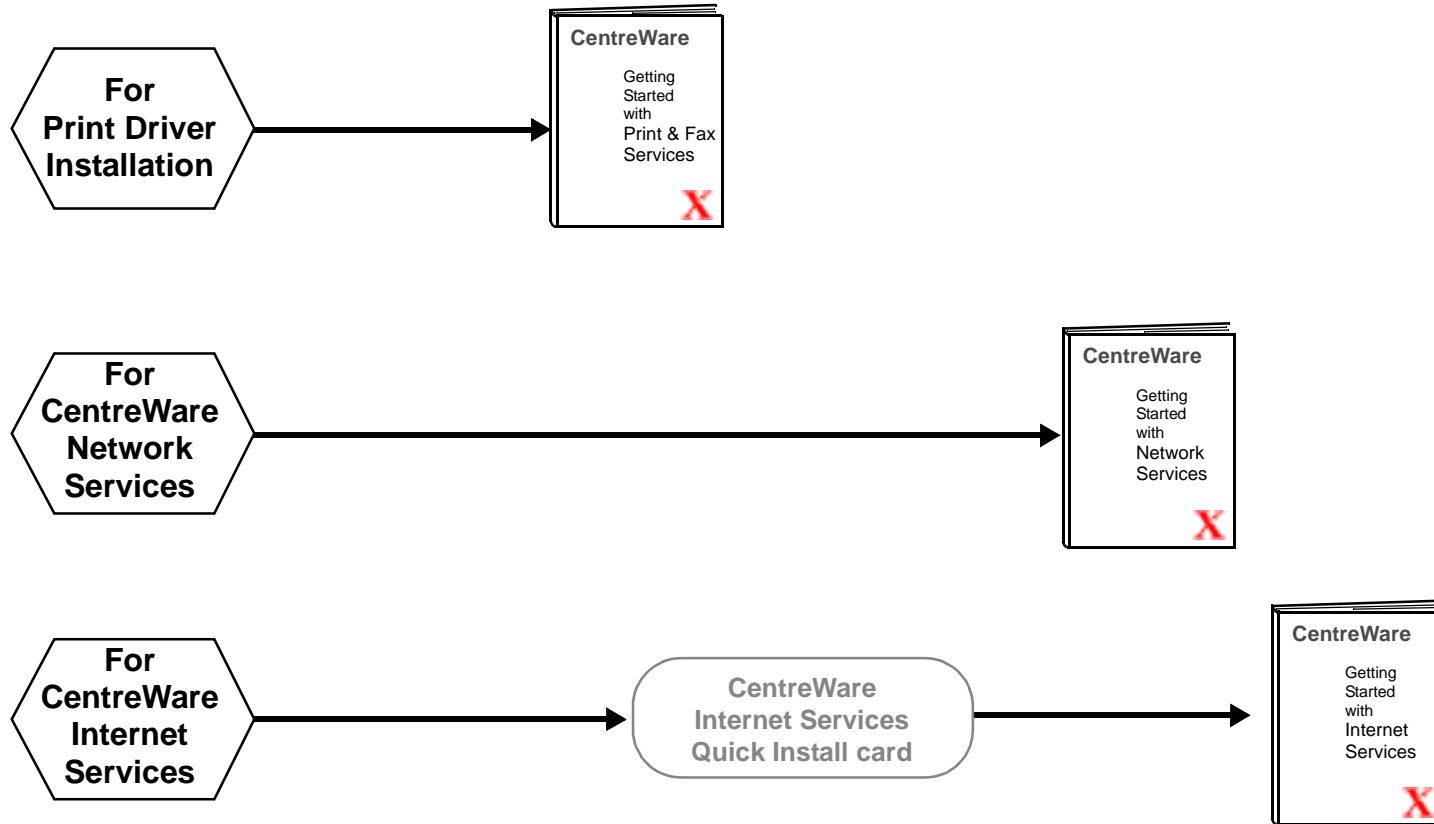 For
Print Driver
Installation
CentreWare
Getting
Started
with
Print & Fax
Services
X
For
CentreWare
Network
Services
CentreWare
Getting
Started
with
Network
Services
X
For
CentreWare
Internet
Services
CentreWare
Internet Services
Quick Install card
CentreWare
Getting
Started
with
Internet
Services
X